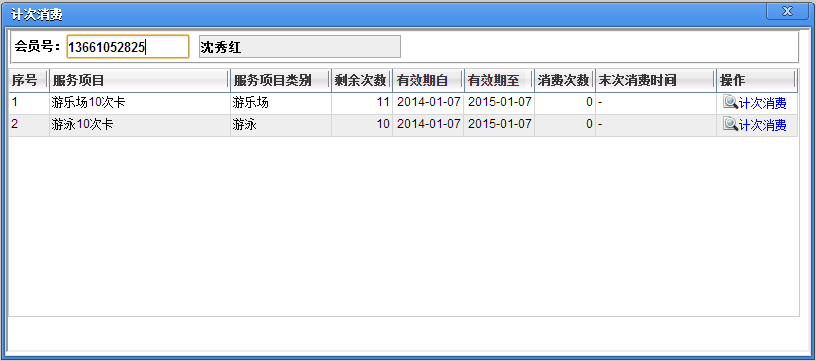 计次消费
会员号： 13661052825 沈秀红
序号 服务项目 服务项目类别 剩余次数 有效期自 有效期至 消费次数 末次消费时间 操作
1 游乐场10次卡 游乐场 11 2014-01-07 2015-01-07 0 - 计次消费
2 游泳10次卡 游泳 10 2014-01-07 2015-01-07 0 - 计次消费